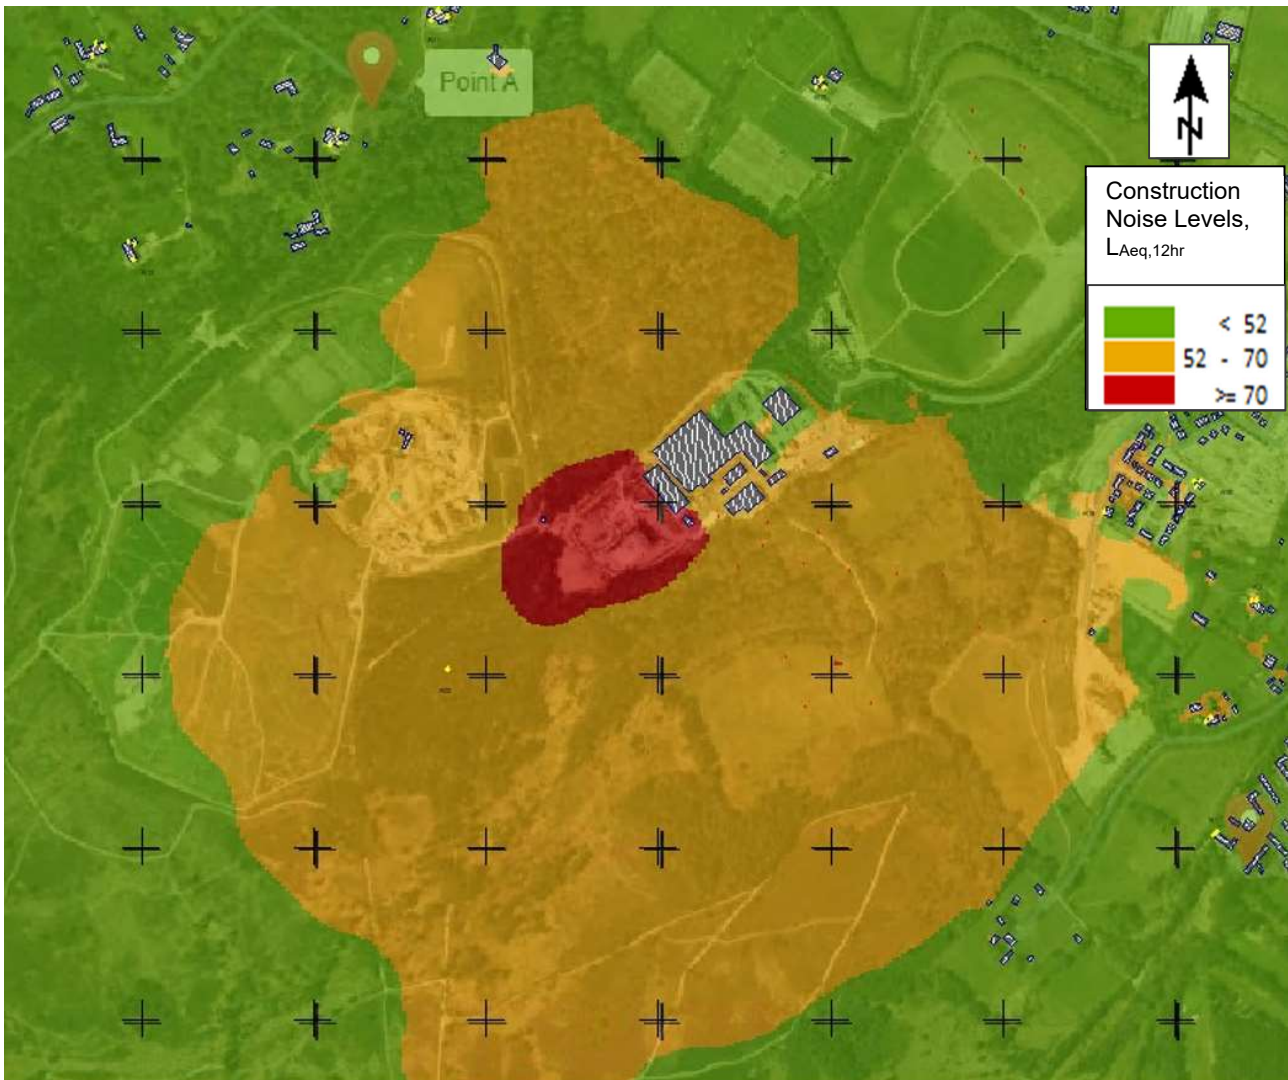 Point A
N
Construction
Noise Levels,
LAeq,12hr
< 52
52 - 70
>= 70